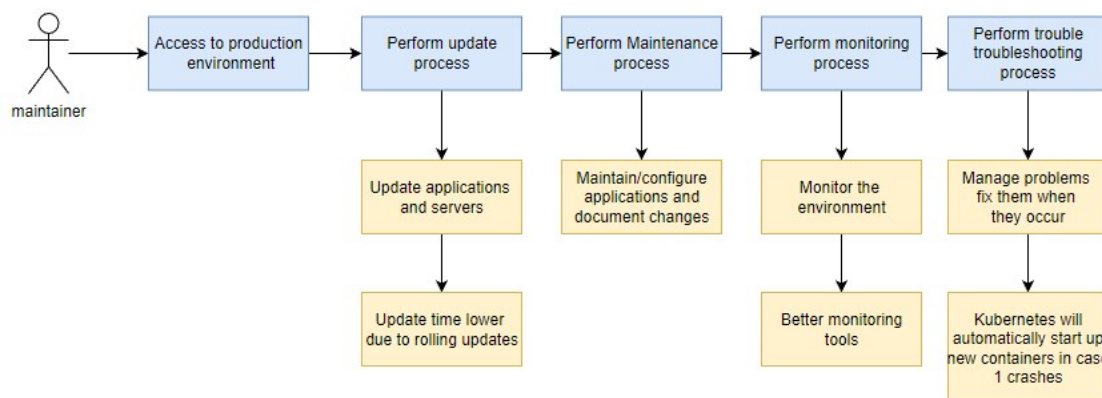 maintainer
Access to production
environment
Perform update
process
Perform Maintenance
process
Perform monitoring
process
Perform trouble
troubleshooting
process
Update applications
and servers
Maintain/configure
applications and
document changes
Monitor the
environment
Manage problems
fix them when
they occur
Update time lower
due to rolling updates
Better monitoring
tools
Kubernetes will
automatically start up
new containers in case
1 crashes